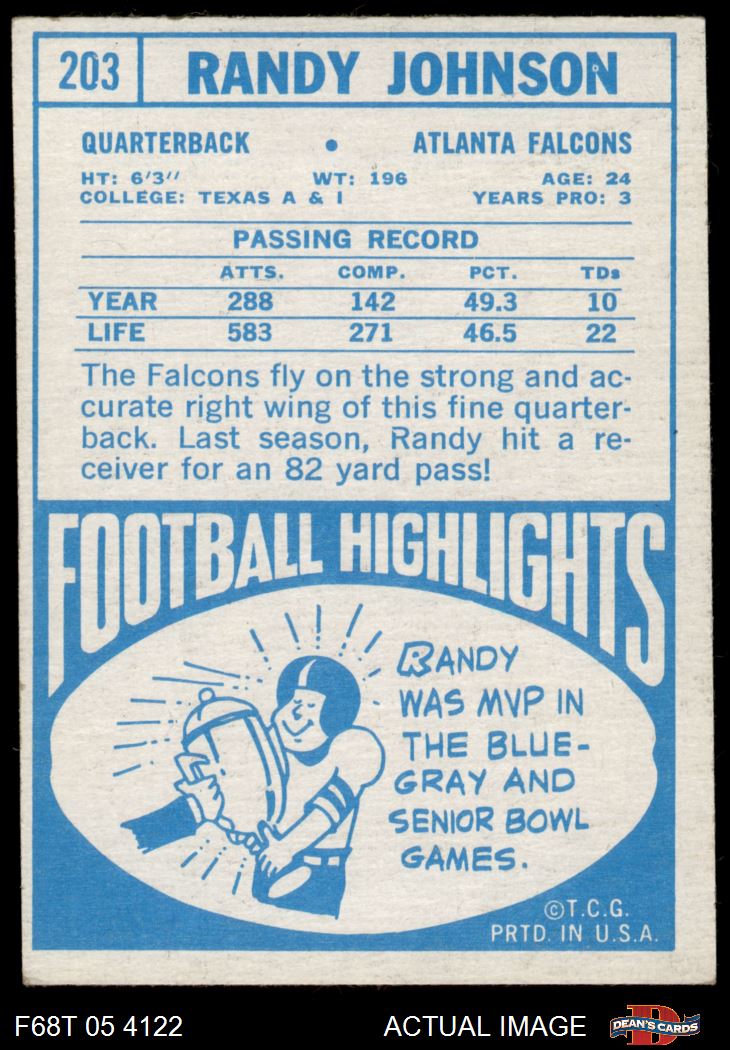 203 RANDY JOHNSON
QUARTERBACK • ATLANTA FALCONS
HT: 6'3'' WT: 196 AGE: 24
COLLEGE: TEXAS A & I YEARS PRO: 3
PASSING RECORD
ATTS. COMP. PCT. TDs
YEAR 288 142 49.3 10
LIFE 583 271 46.5 22
The Falcons fly on the strong and ac-
curate right wing of this fine quarter-
back. Last season, Randy hit a re-
ceiver for an 82 yard pass!
FOOTBALL HIGHLIGHTS
RANDY
WAS MVP IN
THE BLUE-
GRAY AND
SENIOR BOWL
GAMES.
©T.C.G.
PRTD. IN U.S.A.
F68T 05 4122 ACTUAL IMAGE DEAN'S CARDS